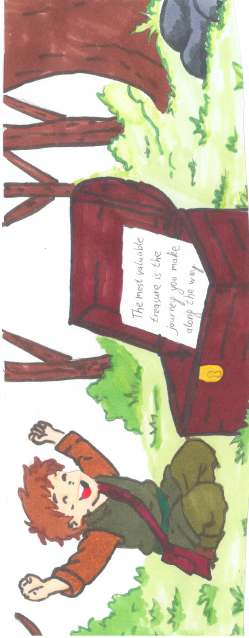 The most valuable
treasure is the
journey you make
along the way